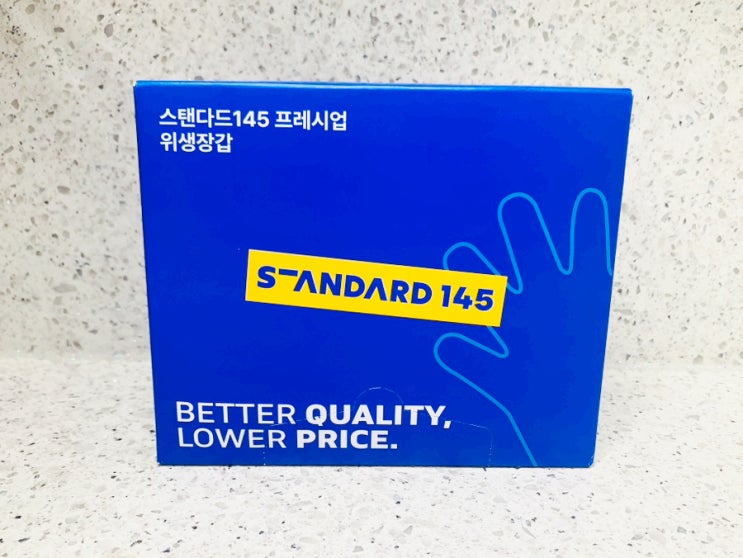 스탠다드145 프레시업
위생장갑
STANDARD 145
BETTER QUALITY,
LOWER PRICE.